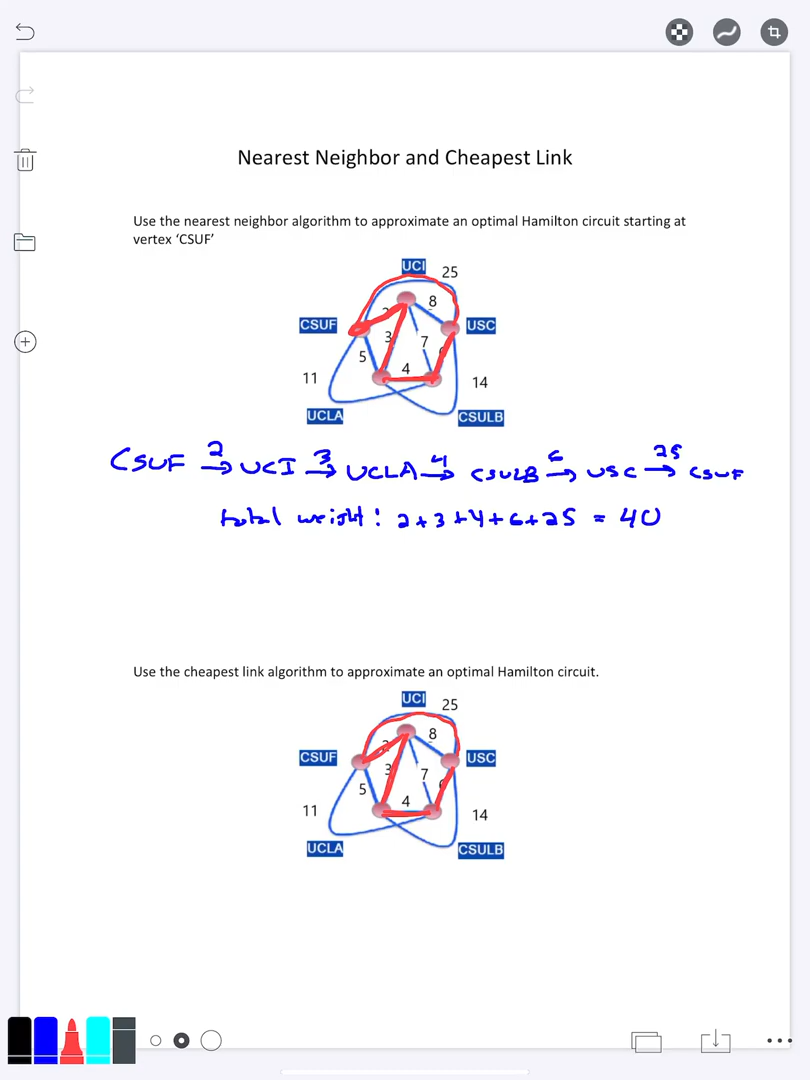 Nearest Neighbor and Cheapest Link
Use the nearest neighbor algorithm to approximate an optimal Hamilton circuit starting at
vertex ‘CSUF’
UCI
25
8
CSUF
USC
3
7
5
4
11
14
UCLA
CSULB
CSUF 2→ UCI 3→ UCLA 4→ CSULB 6→ USC 25→ CSUF
total weight: 2+3+4+6+25 = 40
Use the cheapest link algorithm to approximate an optimal Hamilton circuit.
UCI
25
8
2
CSUF
USC
3
7
5
4
11
14
UCLA
CSULB